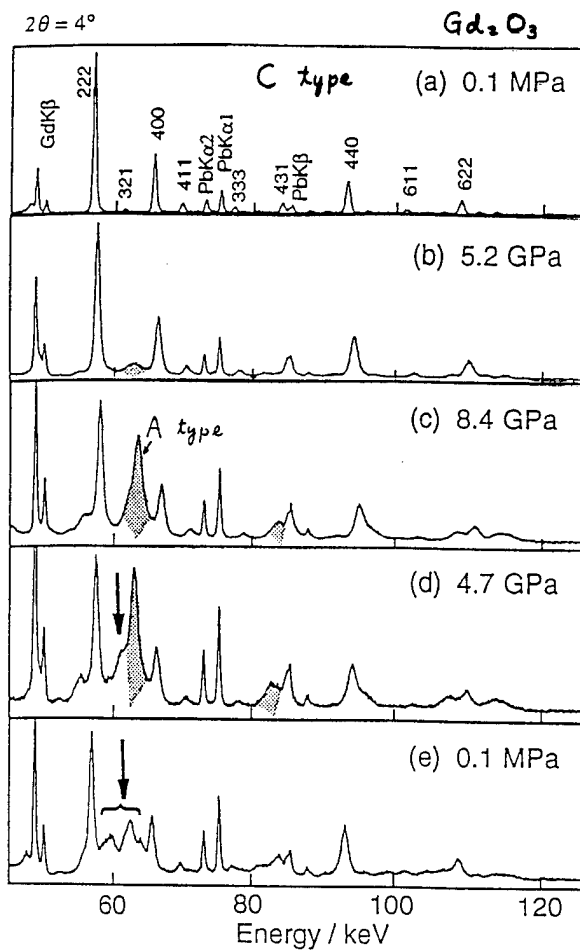 2θ = 4°
Gd₂O₃
C type
(a) 0.1 MPa
GdKβ
222
321
400
411
PbKα2
PbKα1
333
431
PbKβ
440
611
622
(b) 5.2 GPa
(c) 8.4 GPa
A type
(d) 4.7 GPa
(e) 0.1 MPa
60
80
100
120
Energy / keV